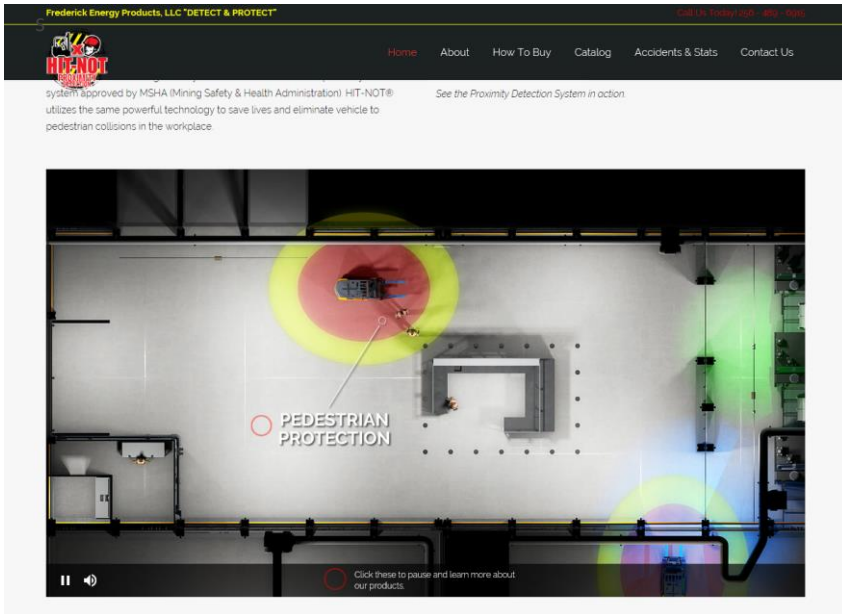 Frederick Energy Products, LLC "DETECT & PROTECT"
HIT-NOT
Home About How To Buy Catalog Accidents & Stats Contact Us
system approved by MSHA (Mining Safety & Health Administration). HIT-NOT®
utilizes the same powerful technology to save lives and eliminate vehicle to
pedestrian collisions in the workplace.
See the Proximity Detection System in action.
PEDESTRIAN
PROTECTION
Click these to pause and learn more about
our products.